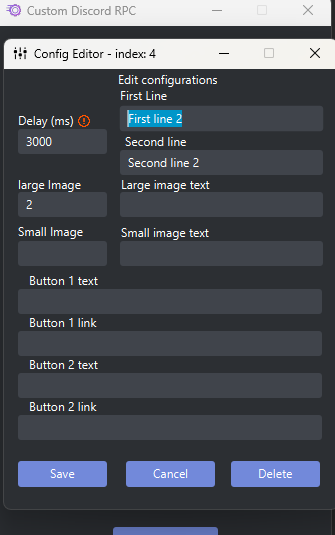 Custom Discord RPC
Config Editor - index: 4
Edit configurations
First Line
Delay (ms)
First line 2
3000
Second line
Second line 2
large Image
Large image text
2
Small Image
Small image text
Button 1 text
Button 1 link
Button 2 text
Button 2 link
Save
Cancel
Delete